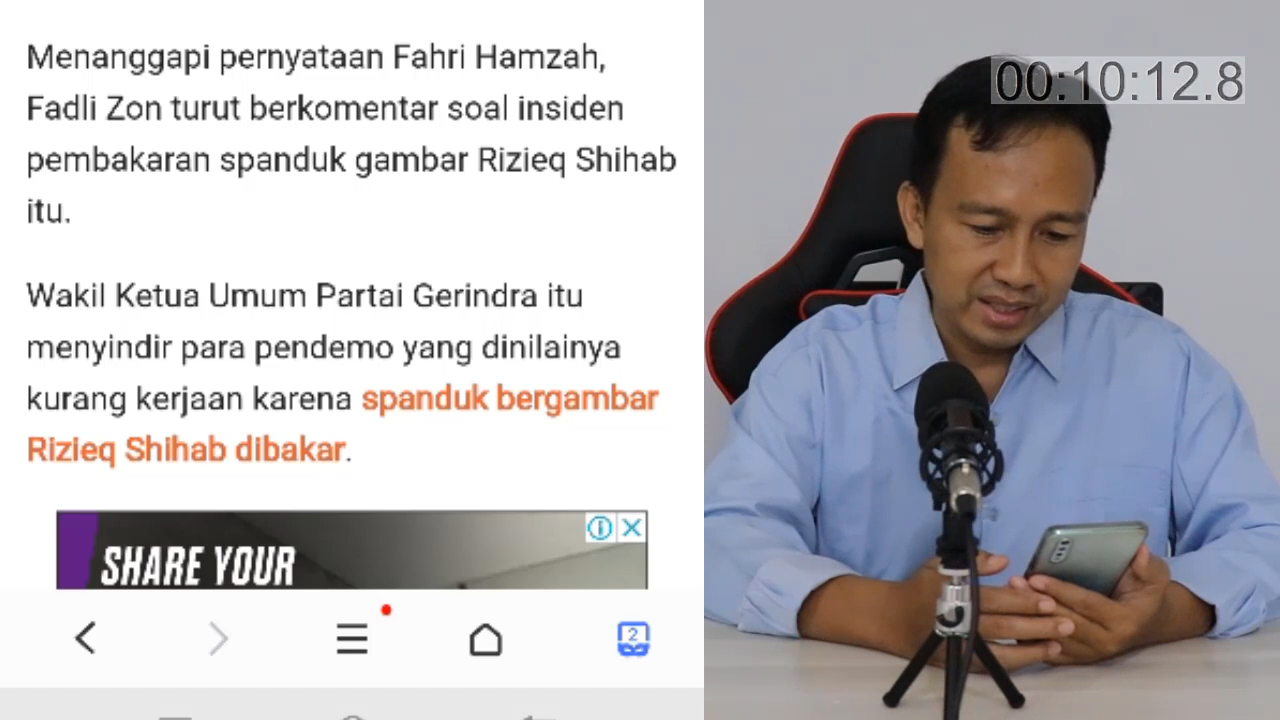 Menanggapi pernyataan Fahri Hamzah,
Fadli Zon turut berkomentar soal insiden
pembakaran spanduk gambar Rizieq Shihab
itu.
Wakil Ketua Umum Partai Gerindra itu
menyindir para pendemo yang dinilainya
kurang kerjaan karena spanduk bergambar
Rizieq Shihab dibakar.
SHARE YOUR
2
00:10:12.8